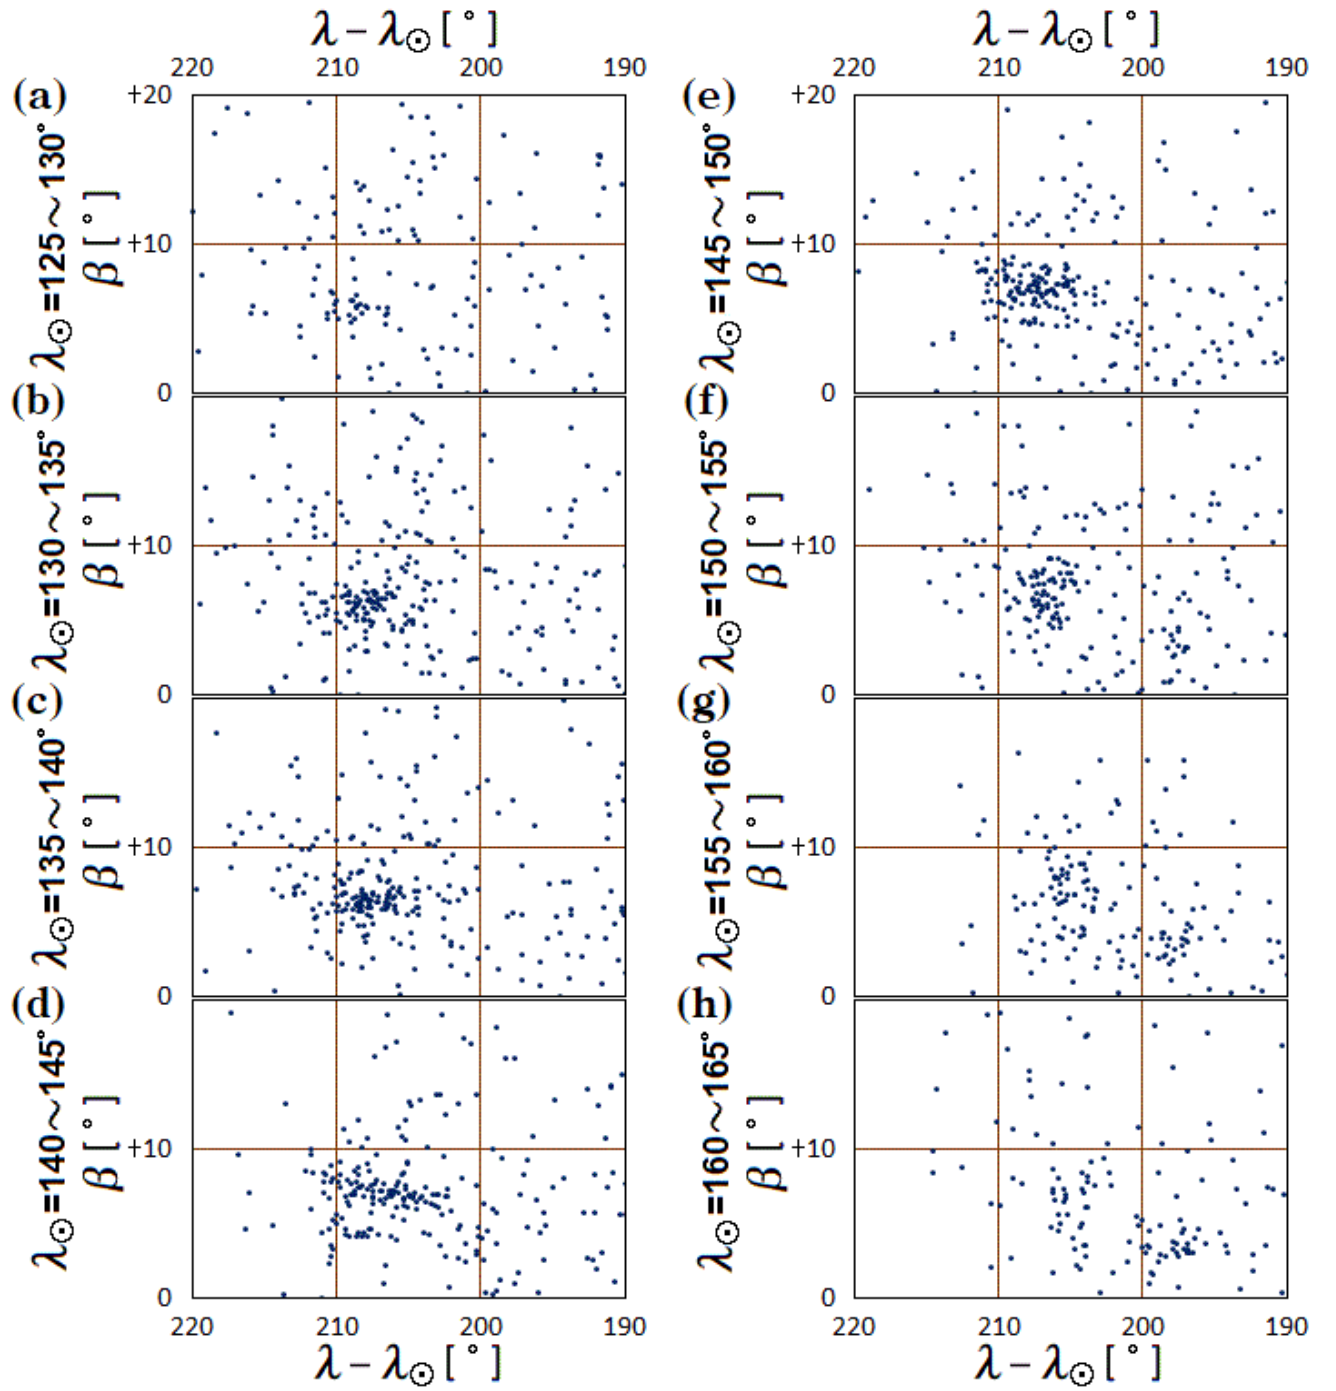 λ − λ☉ [ ° ]
λ − λ☉ [ ° ]
220 210 200 190
220 210 200 190
(a)
λ☉=125∼130°
β [ ° ]
+20
+10
0
(b)
λ☉=130∼135°
β [ ° ]
+10
0
(c)
λ☉=135∼140°
β [ ° ]
+10
0
(d)
λ☉=140∼145°
β [ ° ]
+10
0
220 210 200 190
λ − λ☉ [ ° ]
(e)
λ☉=145∼150°
β [ ° ]
+20
+10
0
(f)
λ☉=150∼155°
β [ ° ]
+10
0
(g)
λ☉=155∼160°
β [ ° ]
+10
0
(h)
λ☉=160∼165°
β [ ° ]
+10
0
220 210 200 190
λ − λ☉ [ ° ]